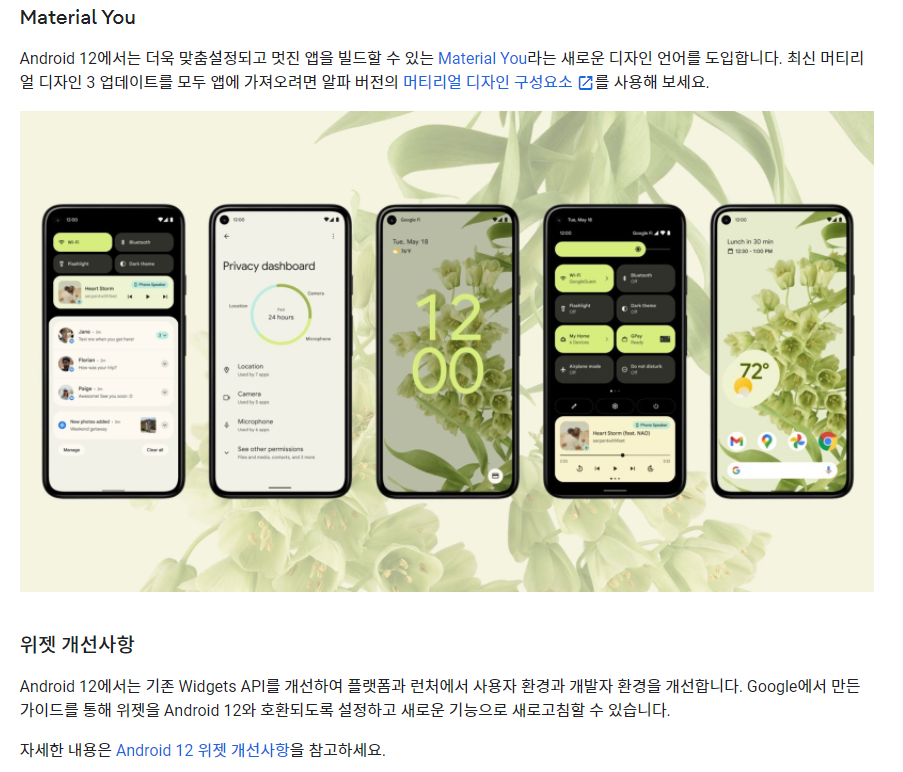 Material You
Android 12에서는 더욱 맞춤설정되고 멋진 앱을 빌드할 수 있는 Material You라는 새로운 디자인 언어를 도입합니다. 최신 머티리
얼 디자인 3 업데이트를 모두 앱에 가져오려면 알파 버전의 머티리얼 디자인 구성요소를 사용해 보세요.
12:00
Wi-Fi
Bluetooth
Flashlight
Dark theme
Phone Speaker
Heart Storm
Jane • 2m
Text me when you get here!
2
Florian • 2m
How was your trip?
Paige • 2m
Awesome! See you soon :)
New photos added
Weekend getaway
Manage
Clear all
12:00
Privacy dashboard
Location
Camera
Past
24 hours
Microphone
Location
Used by 7 apps
Camera
Used by 5 apps
Microphone
Used by 4 apps
See other permissions
Files and media, contacts, and 3 more
Google Fi
Tue, May 18
76°F
12
00
Tue, May 18
12:00
Google Fi
Wi-Fi
GoogleGuest
Bluetooth
Off
Flashlight
Off
Dark theme
Off
My Home
GPay
Ready
Airplane mode
Off
Do not disturb
Off
Phone Speaker
Heart Storm (feat. NAO)
serpentwithfeet
12:00
Lunch in 30 min
12:30 - 1:00 PM
72°
위젯 개선사항
Android 12에서는 기존 Widgets API를 개선하여 플랫폼과 런처에서 사용자 환경과 개발자 환경을 개선합니다. Google에서 만든
가이드를 통해 위젯을 Android 12와 호환되도록 설정하고 새로운 기능으로 새로고침할 수 있습니다.
자세한 내용은 Android 12 위젯 개선사항을 참고하세요.